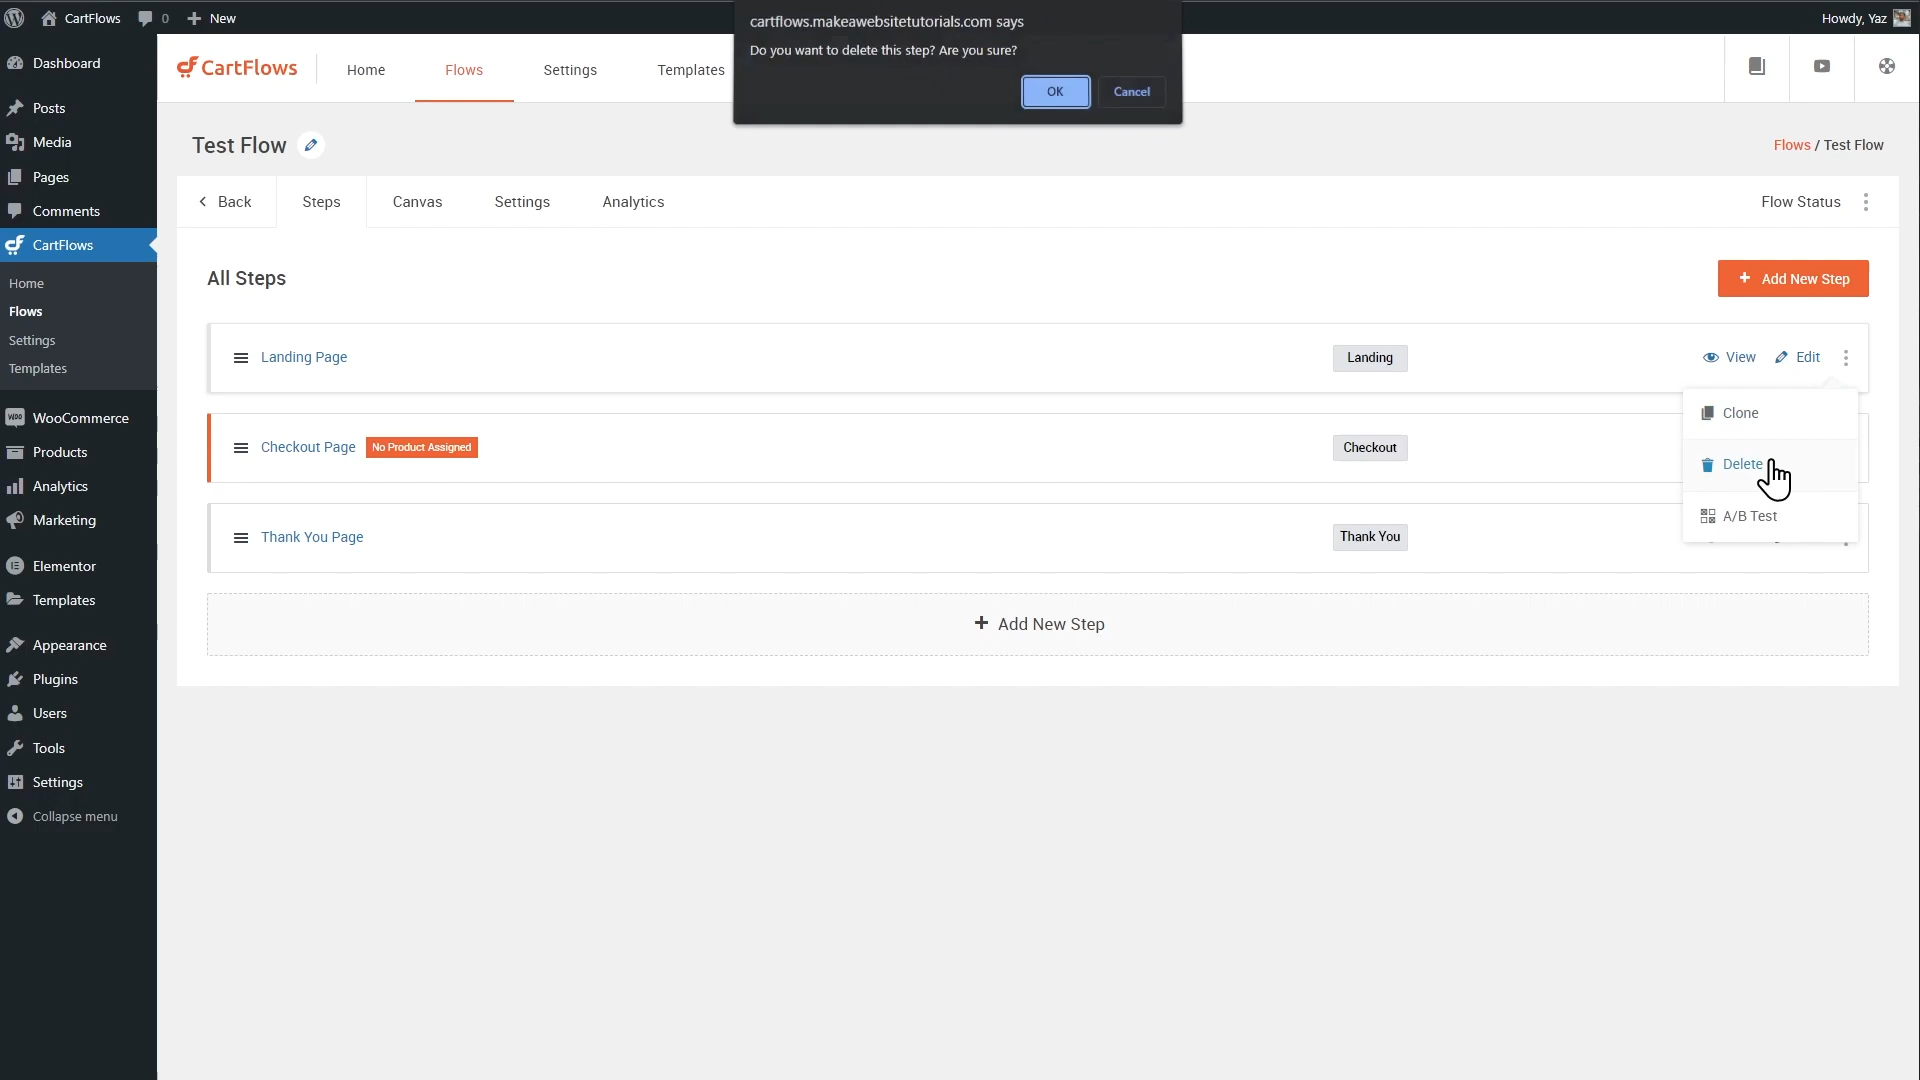 CartFlows
0
New
Howdy, Yaz
cartflows.makeawebsitetutorials.com says
Do you want to delete this step? Are you sure?
OK
Cancel
Dashboard
Posts
Media
Pages
Comments
CartFlows
Home
Flows
Settings
Templates
WooCommerce
Products
Analytics
Marketing
Elementor
Templates
Appearance
Plugins
Users
Tools
Settings
Collapse menu
CartFlows
Home
Flows
Settings
Templates
Test Flow
Flows / Test Flow
Back
Steps
Canvas
Settings
Analytics
Flow Status
All Steps
Add New Step
Landing Page
Landing
View
Edit
Clone
Delete
A/B Test
Checkout Page
No Product Assigned
Checkout
Thank You Page
Thank You
Add New Step